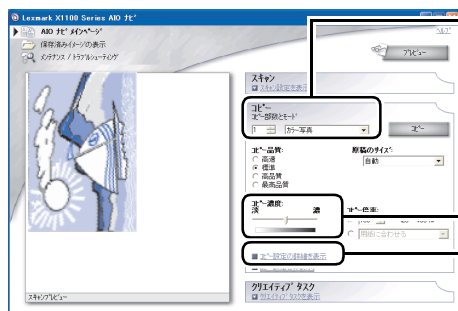 Lexmark X1100 Series AIO ナビ
AIO ナビ メインページ
保存済みイメージの表示
メンテナンス / トラブルシューティング
ヘルプ
プレビュー
スキャン
スキャン設定を表示
コピー
コピー部数とモード
1
カラー写真
コピー
コピー品質:
高速
標準
高品質
最高品質
原稿のサイズ:
自動
コピー濃度:
淡
濃
コピー倍率:
用紙に合わせる
コピー設定の詳細を表示
クリエイティブ タスク
クリエイティブ タスクを表示
スキャンプレビュー